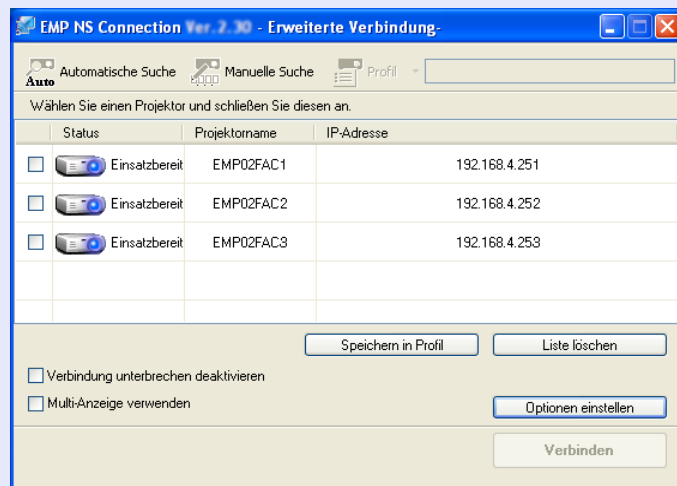 EMP NS Connection Ver.2.30 - Erweiterte Verbindung-
Auto Automatische Suche Manuelle Suche Profil
Wählen Sie einen Projektor und schließen Sie diesen an.
Status Projektorname IP-Adresse
Einsatzbereit EMP02FAC1 192.168.4.251
Einsatzbereit EMP02FAC2 192.168.4.252
Einsatzbereit EMP02FAC3 192.168.4.253
Speichern in Profil Liste löschen
Verbindung unterbrechen deaktivieren
Multi-Anzeige verwenden
Optionen einstellen
Verbinden